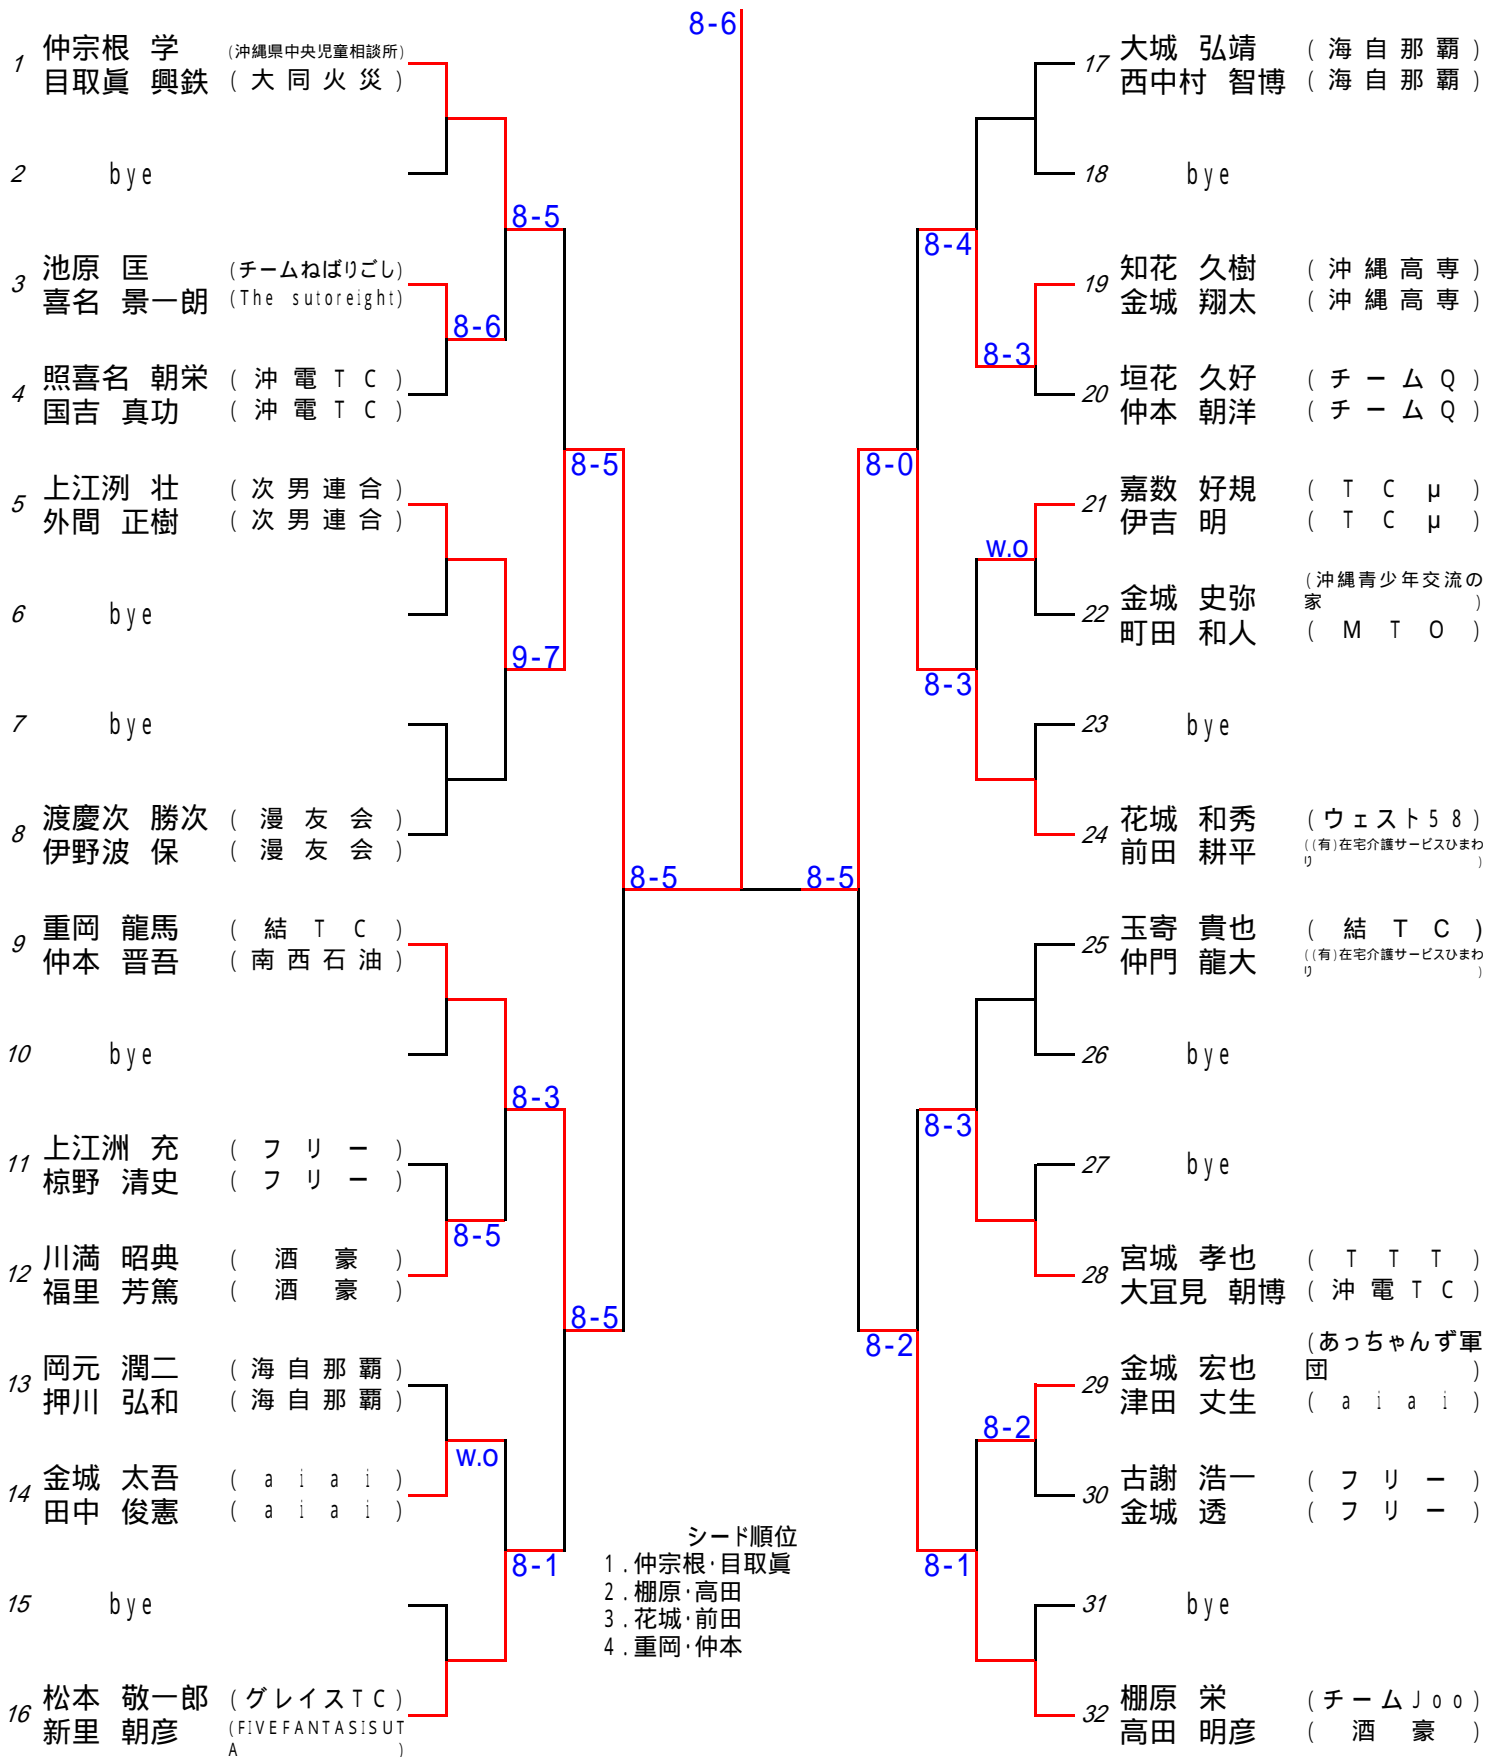 8-6
1 仲宗根 学 (沖縄県中央児童相談所)
目取眞 興鉄 (大同火災)
2 bye
8-5
3 池原 匡 (チームねばりごし)
喜名 景一朗 (The sutoreight)
8-6
4 照喜名 朝栄 (沖電TC)
国吉 真功 (沖電TC)
8-5
5 上江洌 壮 (次男連合)
外間 正樹 (次男連合)
6 bye
9-7
7 bye
8 渡慶次 勝次 (漫友会)
伊野波 保 (漫友会)
8-5
9 重岡 龍馬 (結TC)
仲本 晋吾 (南西石油)
10 bye
8-3
11 上江洲 充 (フリー)
椋野 清史 (フリー)
8-5
12 川満 昭典 (酒豪)
福里 芳篤 (酒豪)
8-5
13 岡元 潤二 (海自那覇)
押川 弘和 (海自那覇)
w.o
14 金城 太吾 (aiai)
田中 俊憲 (aiai)
8-1
15 bye
16 松本 敬一郎 (グレイスTC)
新里 朝彦 (FIVEFANTASISUT
A)
17 大城 弘靖 (海自那覇)
西中村 智博 (海自那覇)
18 bye
8-4
19 知花 久樹 (沖縄高専)
金城 翔太 (沖縄高専)
8-3
20 垣花 久好 (チームQ)
仲本 朝洋 (チームQ)
8-0
21 嘉数 好規 (TCμ)
伊吉 明 (TCμ)
w.o
22 金城 史弥 (沖縄青少年交流の
家)
町田 和人 (MTO)
8-3
23 bye
24 花城 和秀 (ウェスト58)
前田 耕平 ((有)在宅介護サービスひまわ
り)
8-5
25 玉寄 貴也 (結TC)
仲門 龍大 ((有)在宅介護サービスひまわ
り)
26 bye
8-3
27 bye
28 宮城 孝也 (TTT)
大冝見 朝博 (沖電TC)
8-2
29 金城 宏也 (あっちゃんず軍
団)
津田 丈生 (aiai)
8-2
30 古謝 浩一 (フリー)
金城 透 (フリー)
8-1
31 bye
32 棚原 栄 (チームJoo)
高田 明彦 (酒豪)
シード順位
1.仲宗根・目取眞
2.棚原・高田
3.花城・前田
4.重岡・仲本